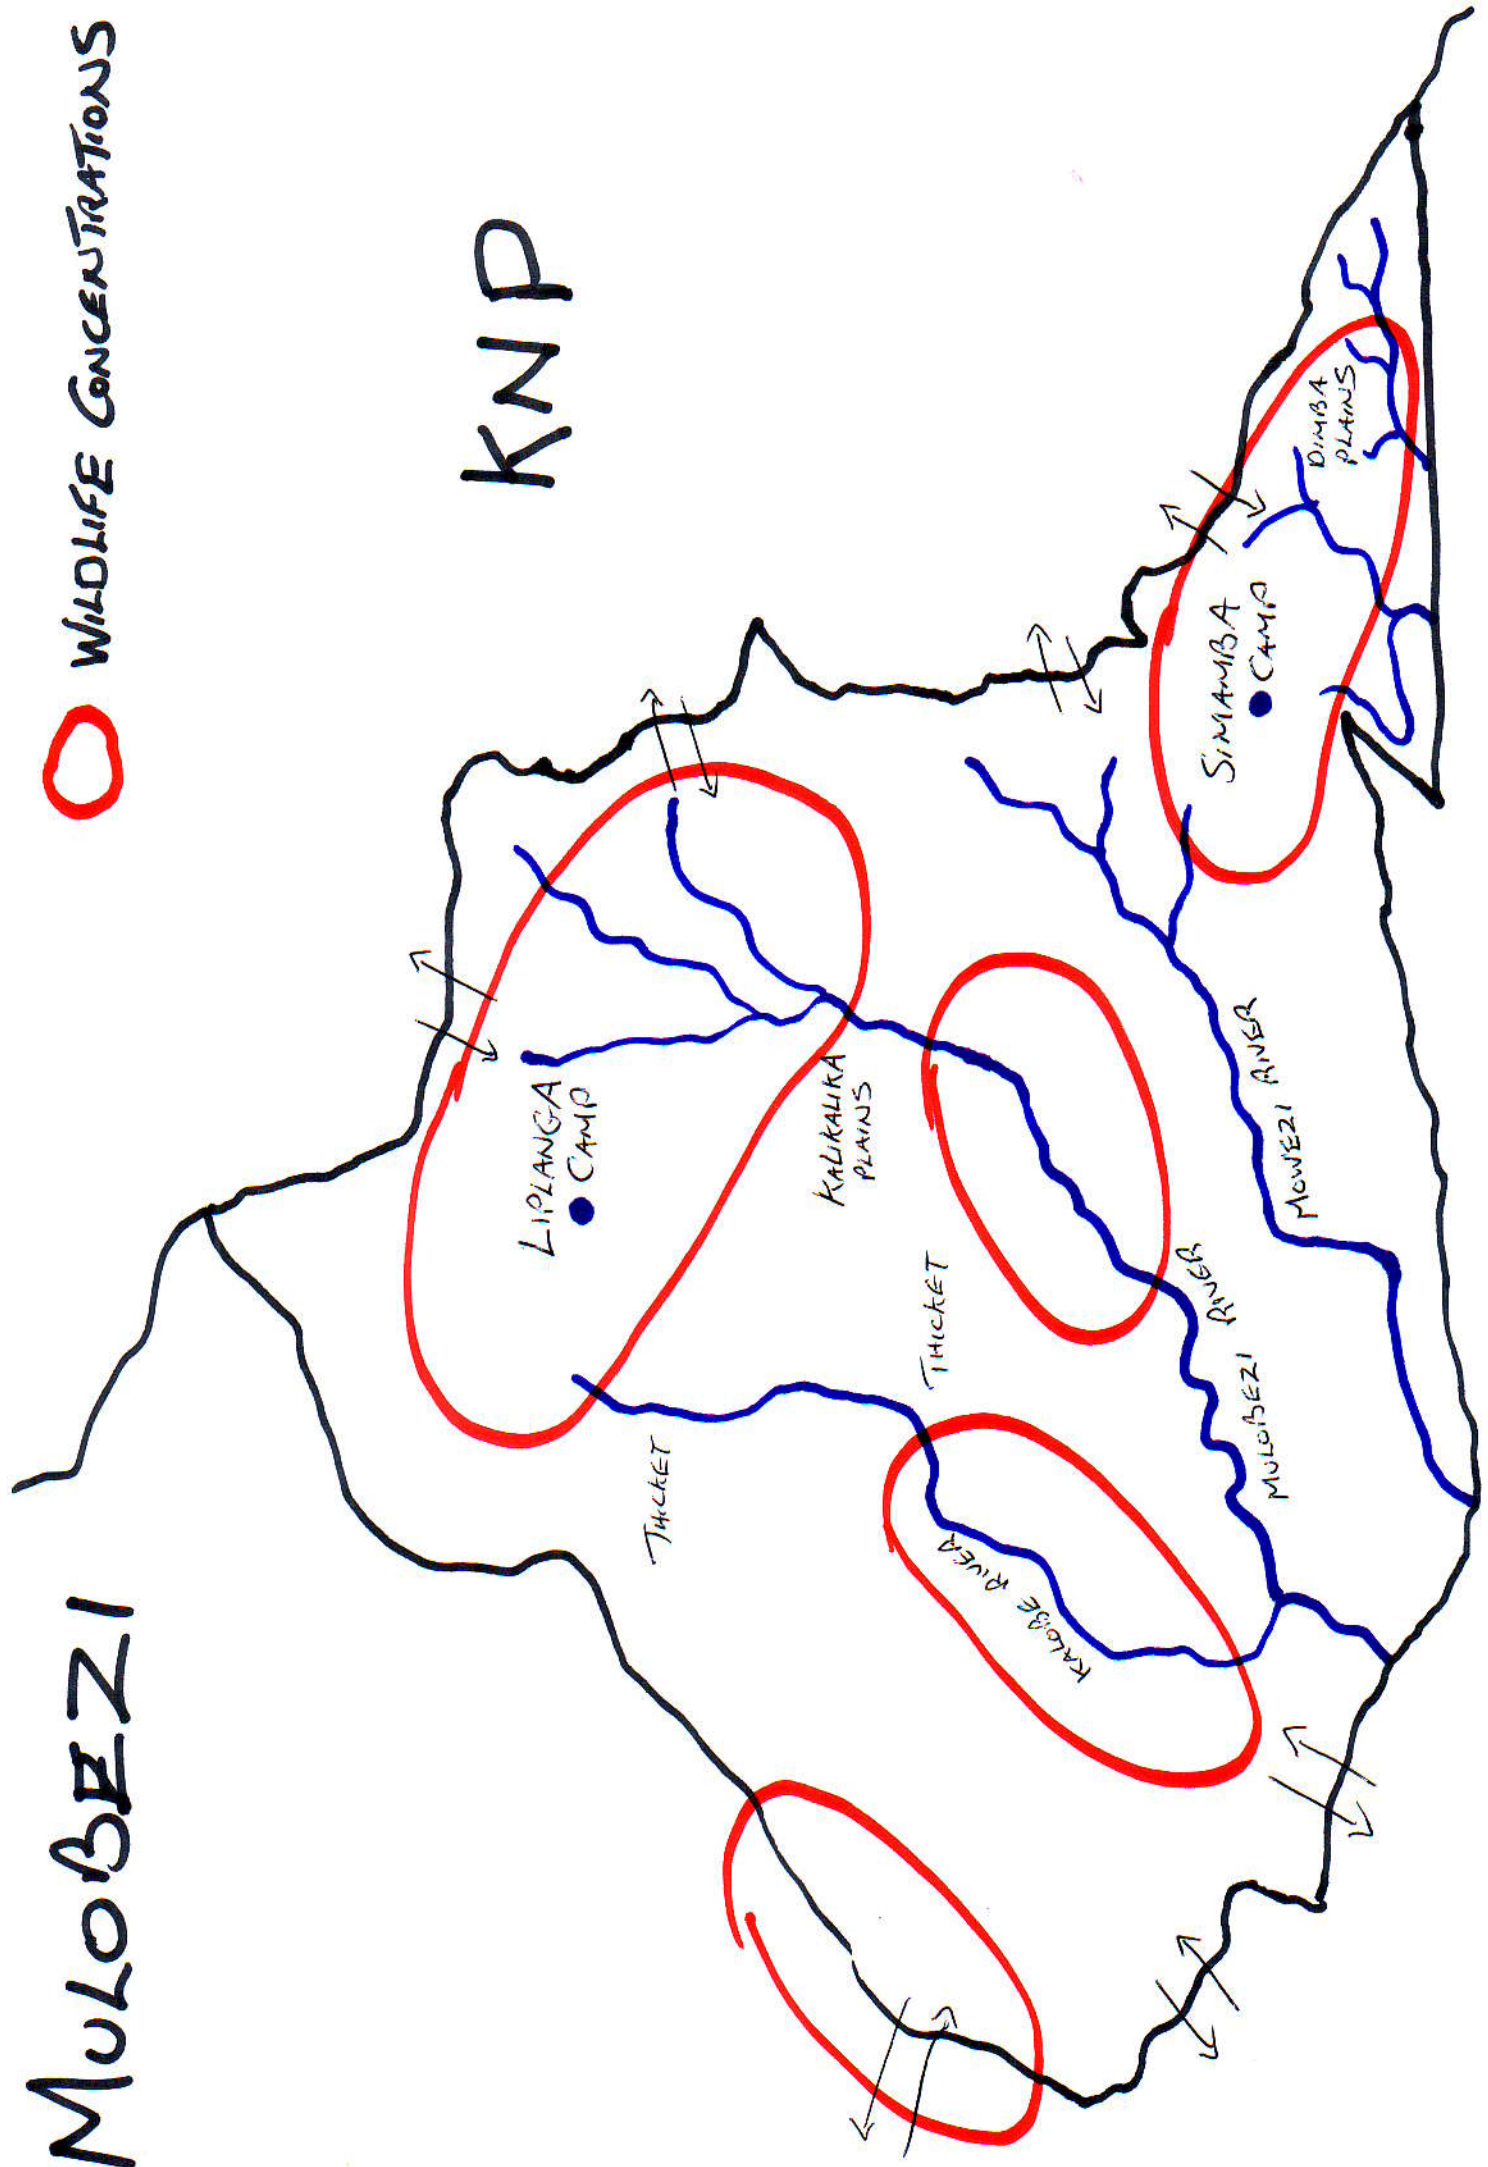 MULOBEZI
WILDLIFE CONCENTRATIONS
KNP
LIPLANGA
CAMP
THICKET
KALIKALIKA
PLAINS
THICKET
KALOBE RIVER
MULOBEZI RIVER
MOWEZI RIVER
SIMAMBA
CAMP
DIMBA
PLAINS